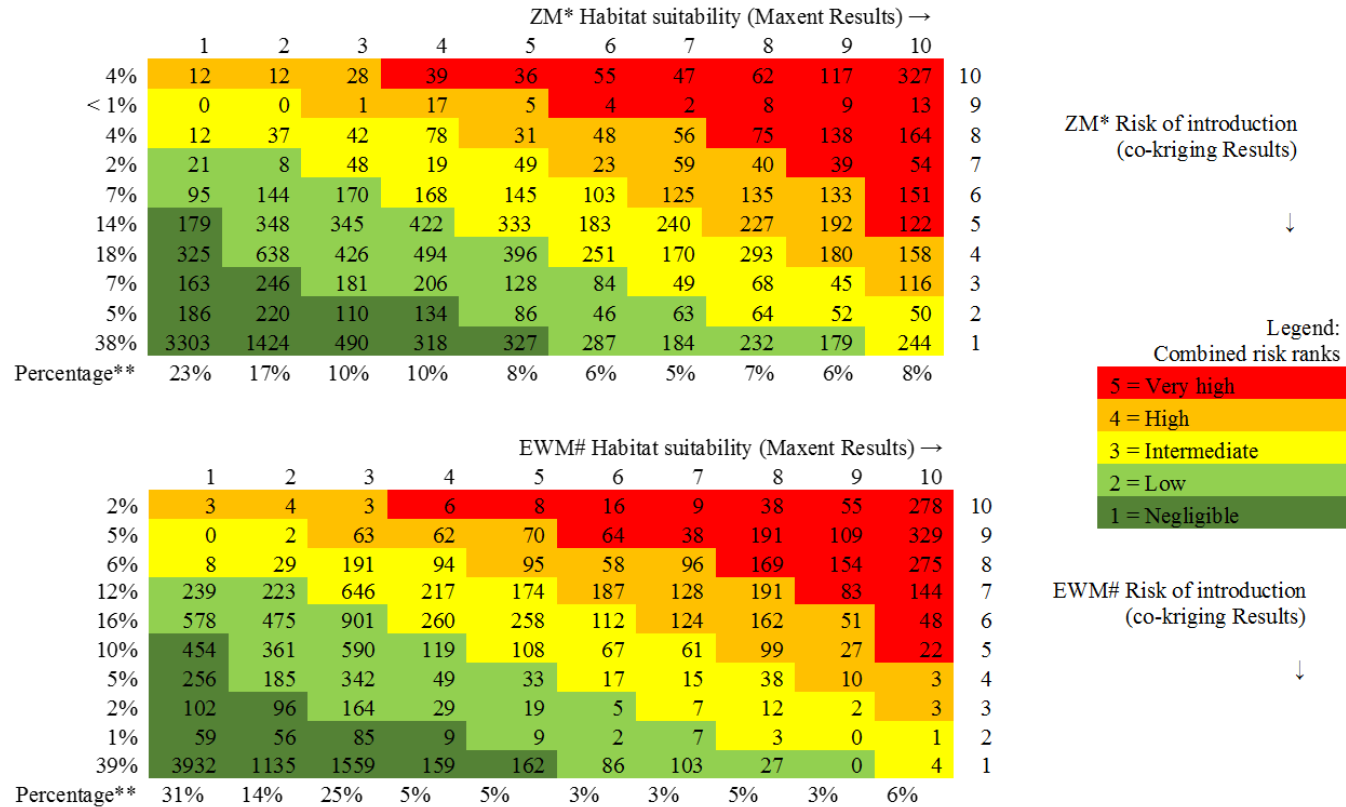 ZM* Habitat suitability (Maxent Results) →
1 2 3 4 5 6 7 8 9 10
4% 12 12 28 39 36 55 47 62 117 327 10
< 1% 0 0 1 17 5 4 2 8 9 13 9
4% 12 37 42 78 31 48 56 75 138 164 8
2% 21 8 48 19 49 23 59 40 39 54 7
7% 95 144 170 168 145 103 125 135 133 151 6
14% 179 348 345 422 333 183 240 227 192 122 5
18% 325 638 426 494 396 251 170 293 180 158 4
7% 163 246 181 206 128 84 49 68 45 116 3
5% 186 220 110 134 86 46 63 64 52 50 2
38% 3303 1424 490 318 327 287 184 232 179 244 1
Percentage** 23% 17% 10% 10% 8% 6% 5% 7% 6% 8%
ZM* Risk of introduction
(co-kriging Results)
↓
Legend:
Combined risk ranks
5 = Very high
4 = High
3 = Intermediate
2 = Low
1 = Negligible
EWM# Habitat suitability (Maxent Results) →
1 2 3 4 5 6 7 8 9 10
2% 3 4 3 6 8 16 9 38 55 278 10
5% 0 2 63 62 70 64 38 191 109 329 9
6% 8 29 191 94 95 58 96 169 154 275 8
12% 239 223 646 217 174 187 128 191 83 144 7
16% 578 475 901 260 258 112 124 162 51 48 6
10% 454 361 590 119 108 67 61 99 27 22 5
5% 256 185 342 49 33 17 15 38 10 3 4
2% 102 96 164 29 19 5 7 12 2 3 3
1% 59 56 85 9 9 2 7 3 0 1 2
39% 3932 1135 1559 159 162 86 103 27 0 4 1
Percentage** 31% 14% 25% 5% 5% 3% 3% 5% 3% 6%
EWM# Risk of introduction
(co-kriging Results)
↓